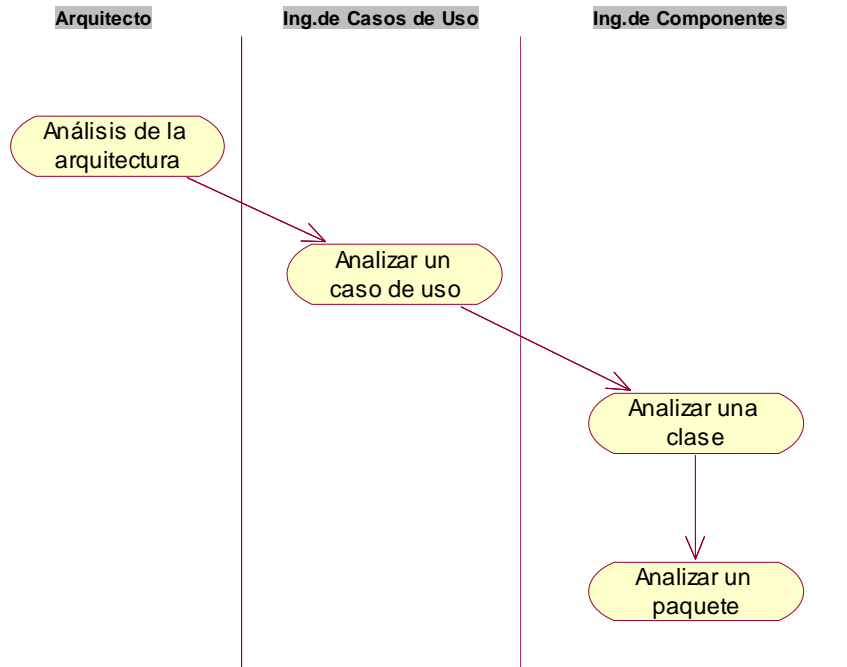 Arquitecto
Ing.de Casos de Uso
Ing.de Componentes
Análisis de la
arquitectura
Analizar un
caso de uso
Analizar una
clase
Analizar un
paquete